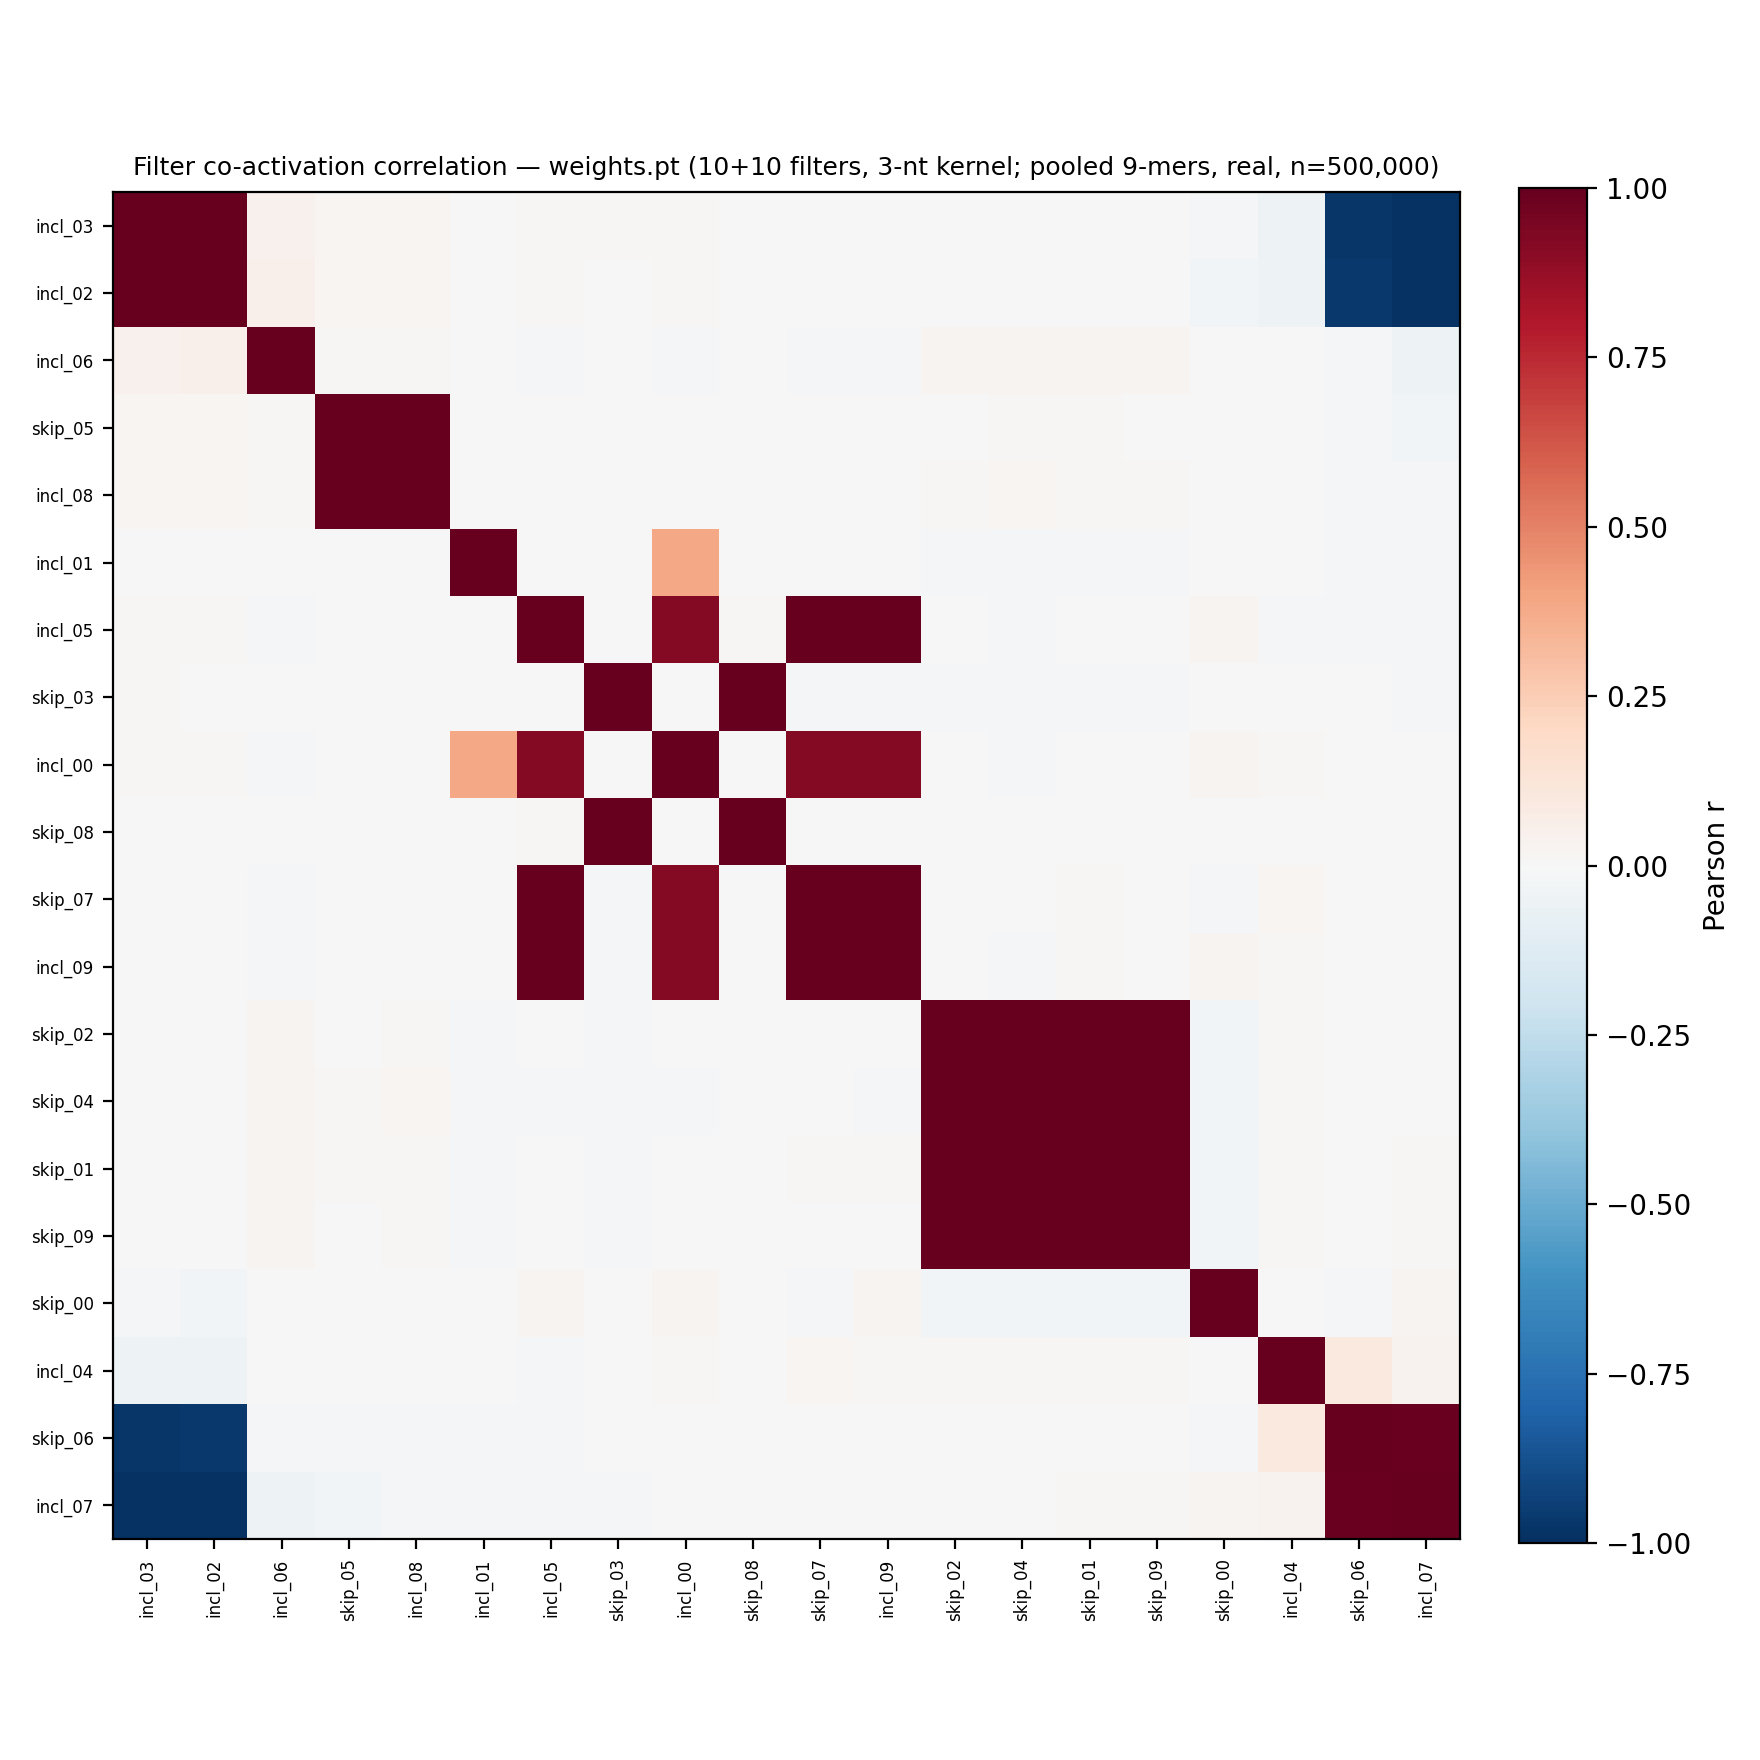 Filter co-activation correlation — weights.pt (10+10 filters, 3-nt kernel; pooled 9-mers, real, n=500,000)
incl_03
incl_02
incl_06
skip_05
incl_08
incl_01
incl_05
skip_03
incl_00
skip_08
skip_07
incl_09
skip_02
skip_04
skip_01
skip_09
skip_00
incl_04
skip_06
incl_07
incl_03
incl_02
incl_06
skip_05
incl_08
incl_01
incl_05
skip_03
incl_00
skip_08
skip_07
incl_09
skip_02
skip_04
skip_01
skip_09
skip_00
incl_04
skip_06
incl_07
1.00
0.75
0.50
0.25
0.00
−0.25
−0.50
−0.75
−1.00
Pearson r